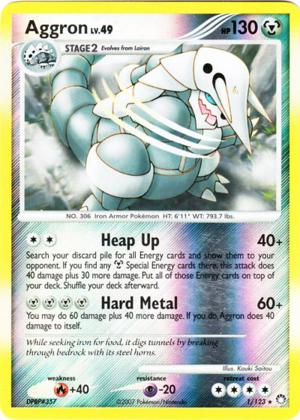 Aggron LV.49
HP 130
STAGE2 Evolves from Lairon
NO. 306 Iron Armor Pokémon HT: 6'11" WT: 793.7 lbs.
Heap Up 40+
Search your discard pile for all Energy cards and show them to your
opponent. If you find any Special Energy cards there, this attack does
40 damage plus 30 more damage. Put all of those Energy cards on top of
your deck. Shuffle your deck afterward.
Hard Metal 60+
You may do 60 damage plus 40 more damage. If you do, Aggron does
40 damage to itself.
While seeking iron for food, it digs tunnels by breaking
through bedrock with its steel horns.
Illus. Kouki Saitou
weakness resistance retreat cost
+40 -20
DPBP#357 ©2007 Pokémon/Nintendo 1/123